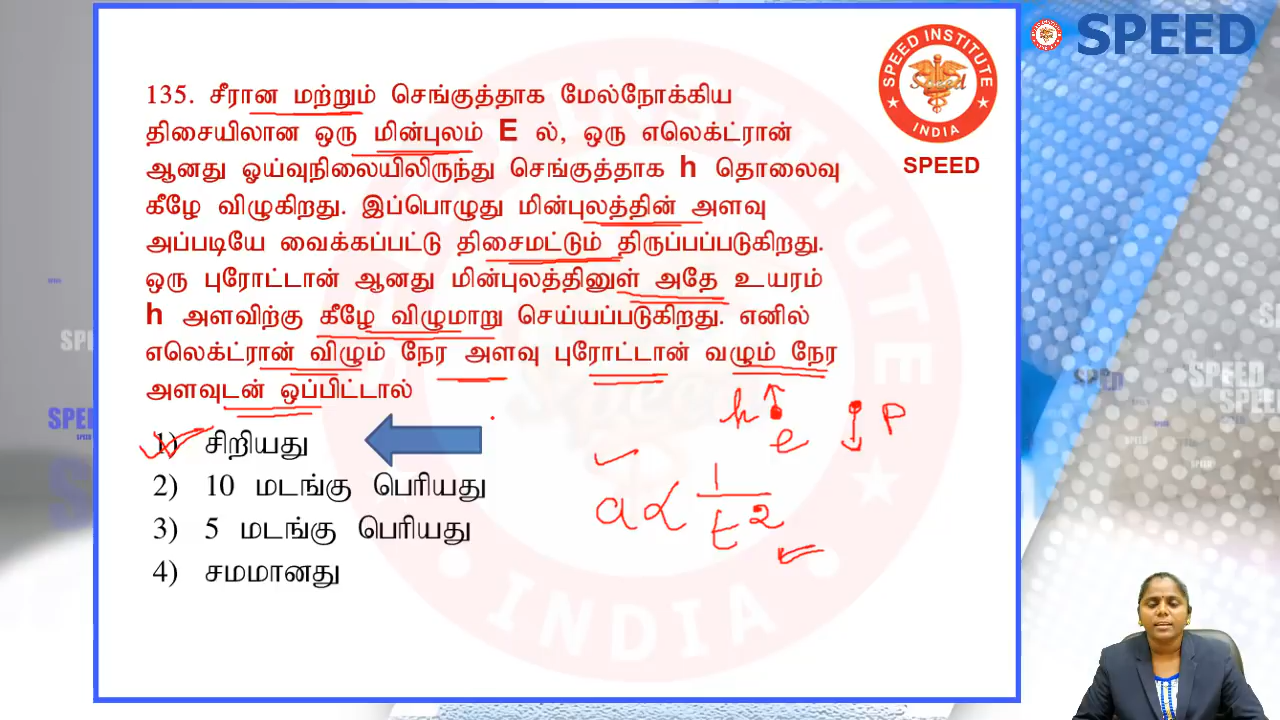 SPEED
SPEED INSTITUTE
Speed
INDIA
SPEED
135. சீரான மற்றும் செங்குத்தாக மேல்நோக்கிய
திசையிலான ஒரு மின்புலம் E ல், ஒரு எலெக்ட்ரான்
ஆனது ஓய்வுநிலையிலிருந்து செங்குத்தாக h தொலைவு
கீழே விழுகிறது. இப்பொழுது மின்புலத்தின் அளவு
அப்படியே வைக்கப்பட்டு திசைமட்டும் திருப்பப்படுகிறது.
ஒரு புரோட்டான் ஆனது மின்புலத்தினுள் அதே உயரம்
h அளவிற்கு கீழே விழுமாறு செய்யப்படுகிறது. எனில்
எலெக்ட்ரான் விழும் நேர அளவு புரோட்டான் வழும் நேர
அளவுடன் ஒப்பிட்டால்
1) சிறியது
2) 10 மடங்கு பெரியது
3) 5 மடங்கு பெரியது
4) சமமானது
h e P
a ∝ 1/t²